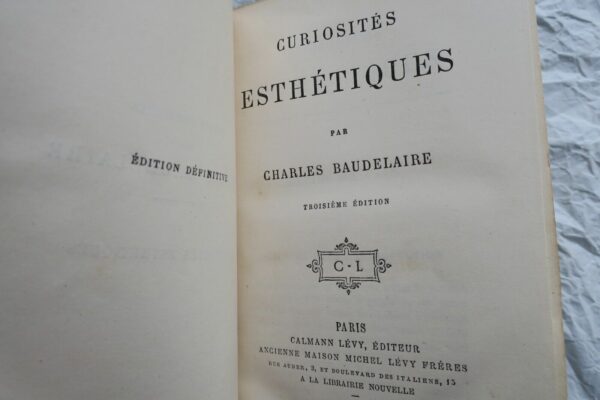 ÉDITION DÉFINITIVE
CURIOSITÉS
ESTHÉTIQUES
PAR
CHARLES BAUDELAIRE
TROISIÈME ÉDITION
C - L
PARIS
CALMANN LÉVY, ÉDITEUR
ANCIENNE MAISON MICHEL LÉVY FRÈRES
RUE AUBER, 3, ET BOULEVARD DES ITALIENS, 15
A LA LIBRAIRIE NOUVELLE